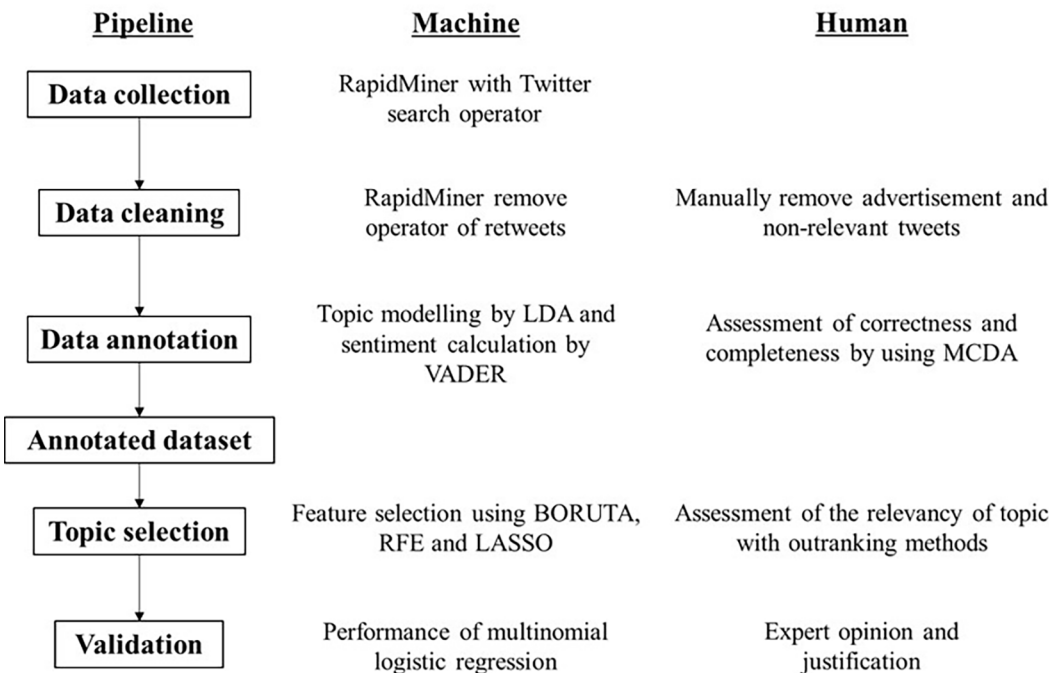 Pipeline Machine Human
Data collection
RapidMiner with Twitter
search operator
Data cleaning
RapidMiner remove
operator of retweets
Manually remove advertisement and
non-relevant tweets
Data annotation
Topic modelling by LDA and
sentiment calculation by
VADER
Assessment of correctness and
completeness by using MCDA
Annotated dataset
Topic selection
Feature selection using BORUTA,
RFE and LASSO
Assessment of the relevancy of topic
with outranking methods
Validation
Performance of multinomial
logistic regression
Expert opinion and
justification